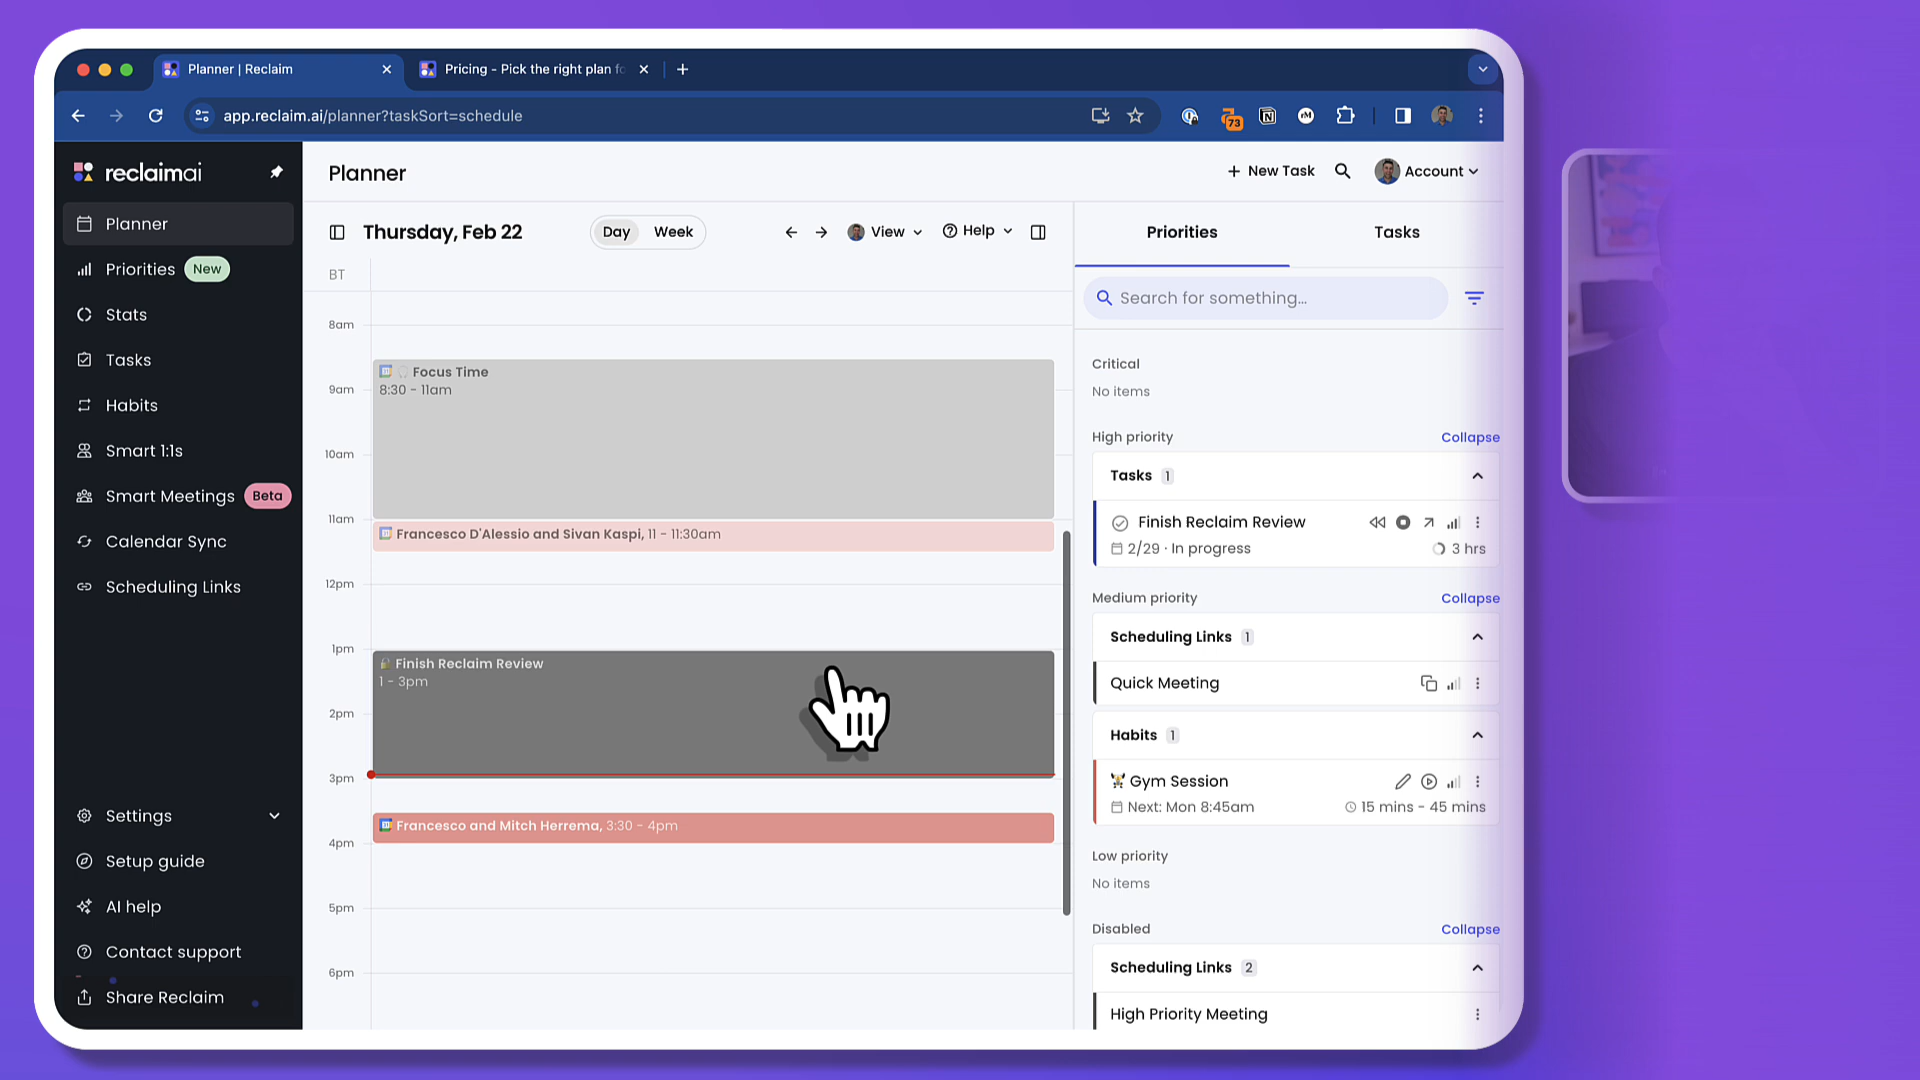 Planner | Reclaim
Pricing - Pick the right plan fo
app.reclaim.ai/planner?taskSort=schedule
73
reclaimai
Planner
Priorities New
Stats
Tasks
Habits
Smart 1:1s
Smart Meetings Beta
Calendar Sync
Scheduling Links
Settings
Setup guide
AI help
Contact support
Share Reclaim
Planner
New Task
Account
Thursday, Feb 22
Day Week
View
Help
BT
8am
9am
10am
11am
12pm
1pm
2pm
3pm
4pm
5pm
6pm
Focus Time
8:30 - 11am
Francesco D'Alessio and Sivan Kaspi, 11 - 11:30am
Finish Reclaim Review
1 - 3pm
Francesco and Mitch Herrema, 3:30 - 4pm
Priorities Tasks
Search for something...
Critical
No items
High priority Collapse
Tasks 1
Finish Reclaim Review
2/29 · In progress 3 hrs
Medium priority Collapse
Scheduling Links 1
Quick Meeting
Habits 1
Gym Session
Next: Mon 8:45am 15 mins - 45 mins
Low priority
No items
Disabled Collapse
Scheduling Links 2
High Priority Meeting